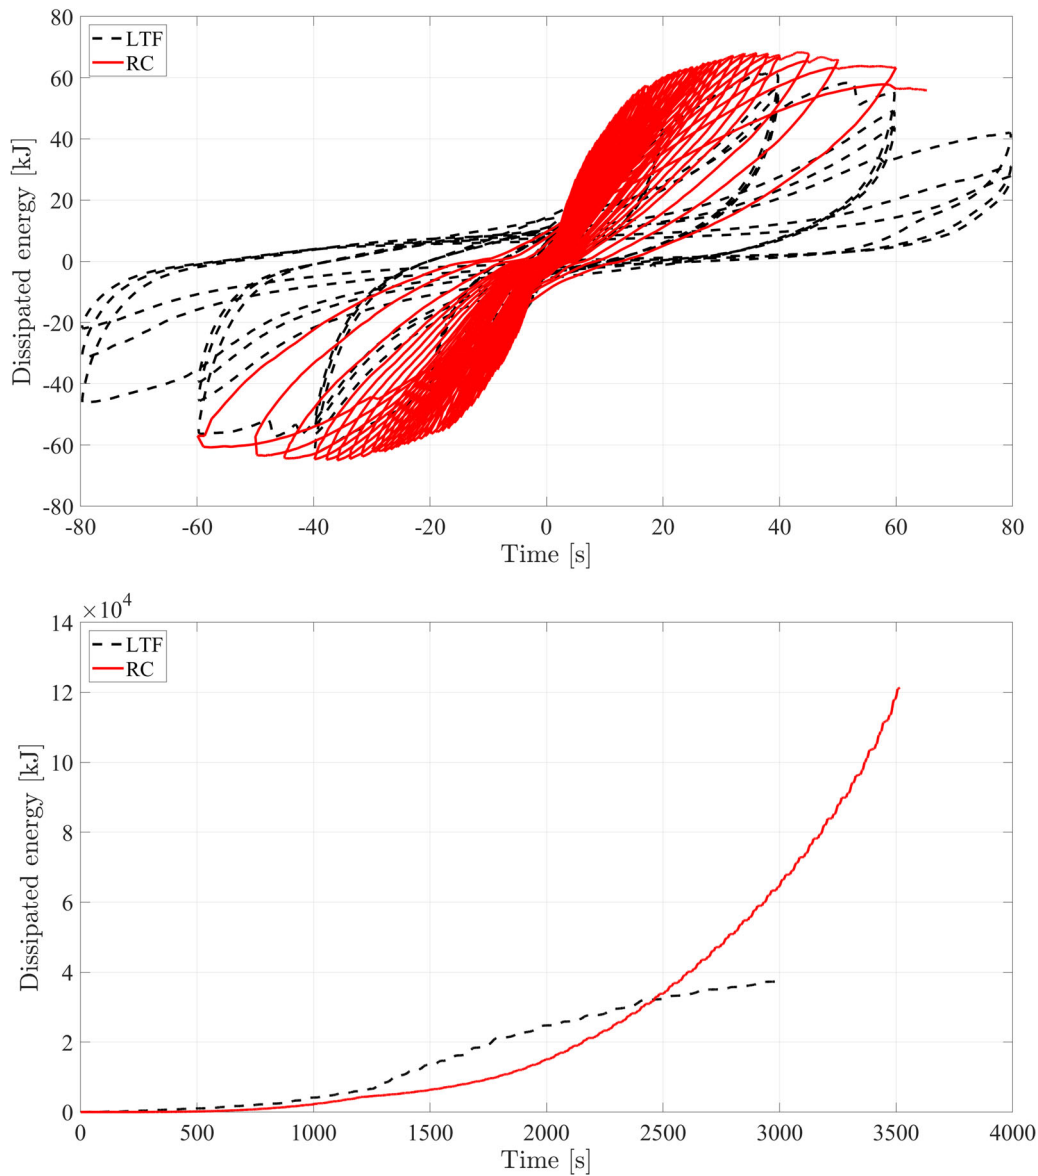 80
60
40
20
0
-20
-40
-60
-80
Dissipated energy [kJ]
LTF
RC
-80 -60 -40 -20 0 20 40 60 80
Time [s]
×10⁴
14
12
10
8
6
4
2
0
Dissipated energy [kJ]
LTF
RC
0 500 1000 1500 2000 2500 3000 3500 4000
Time [s]